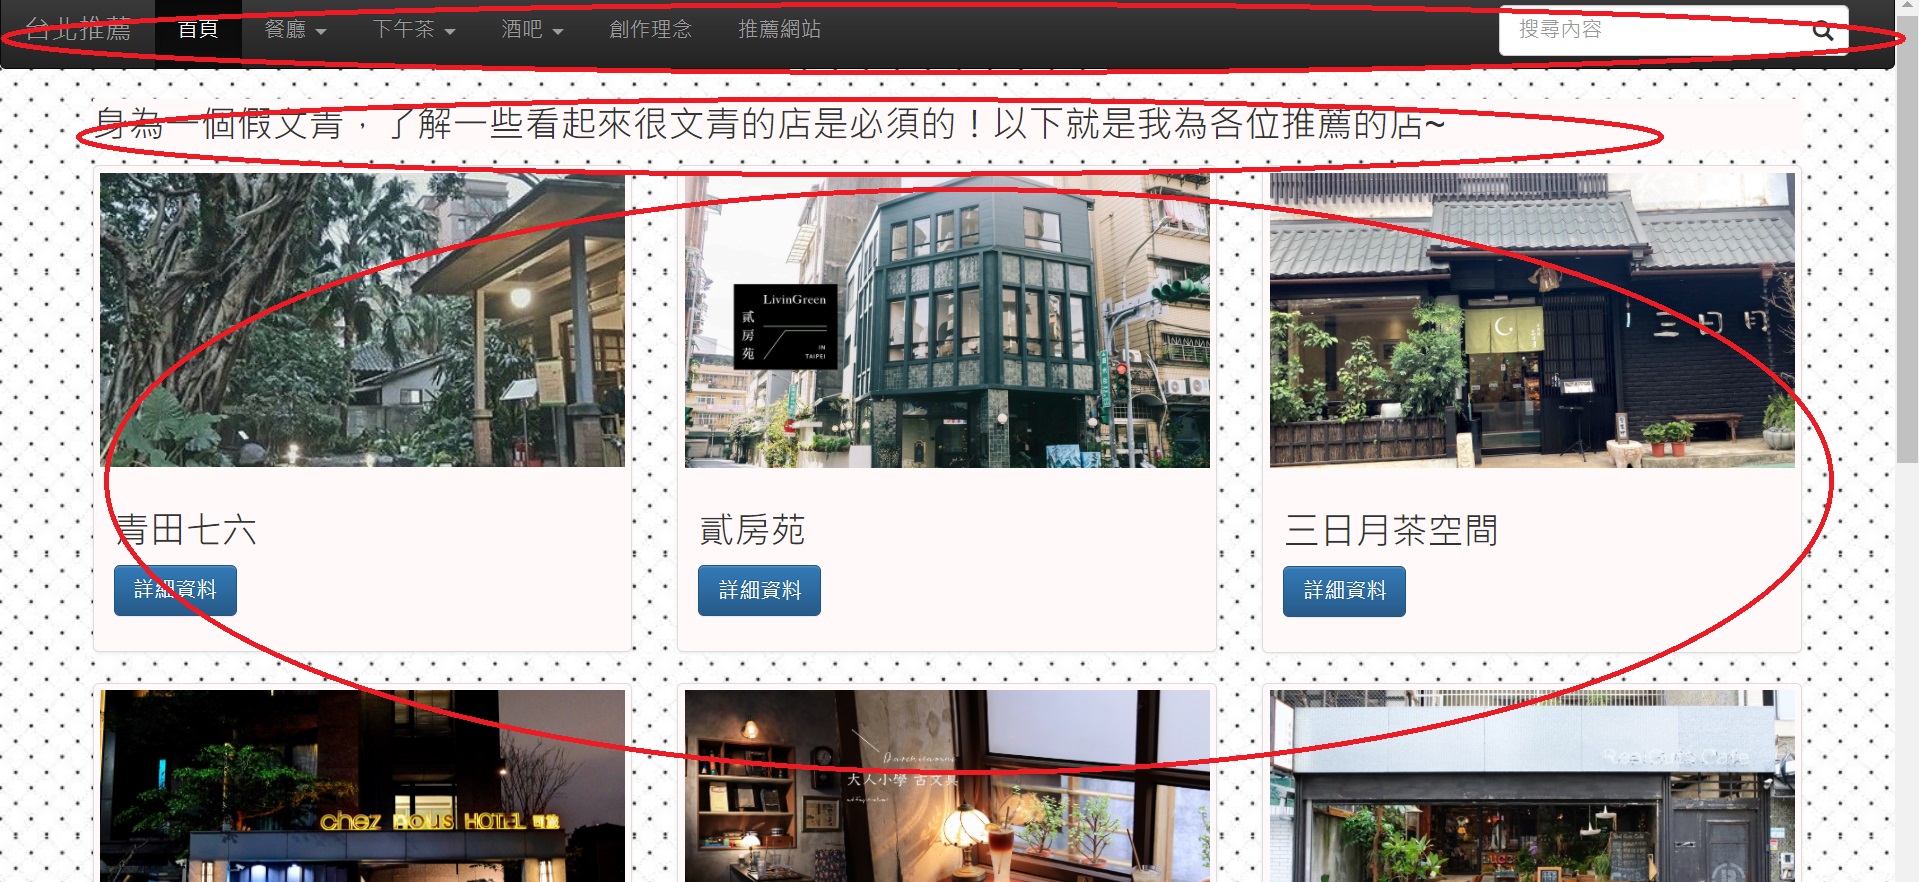 台北推薦 首頁 餐廳 下午茶 酒吧 創作理念 推薦網站 搜尋內容
身為一個假文青，了解一些看起來很文青的店是必須的！以下就是我為各位推薦的店~
LivinGreen
貳房苑
IN
TAIPEI
三日月
青田七六
貳房苑
三日月茶空間
詳細資料
詳細資料
詳細資料
chez nous HOTEL
大人小學 古文具
Real Guts Cafe